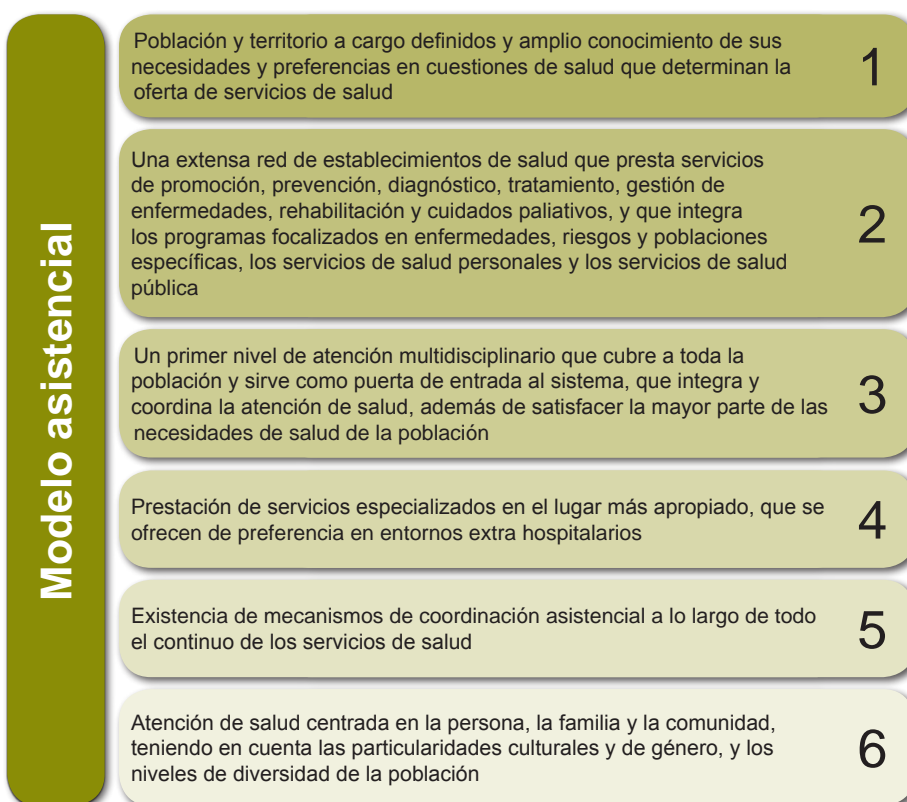 Modelo asistencial
Población y territorio a cargo definidos y amplio conocimiento de sus
necesidades y preferencias en cuestiones de salud que determinan la
oferta de servicios de salud
1
Una extensa red de establecimientos de salud que presta servicios
de promoción, prevención, diagnóstico, tratamiento, gestión de
enfermedades, rehabilitación y cuidados paliativos, y que integra
los programas focalizados en enfermedades, riesgos y poblaciones
específicas, los servicios de salud personales y los servicios de salud
pública
2
Un primer nivel de atención multidisciplinario que cubre a toda la
población y sirve como puerta de entrada al sistema, que integra y
coordina la atención de salud, además de satisfacer la mayor parte de las
necesidades de salud de la población
3
Prestación de servicios especializados en el lugar más apropiado, que se
ofrecen de preferencia en entornos extra hospitalarios
4
Existencia de mecanismos de coordinación asistencial a lo largo de todo
el continuo de los servicios de salud
5
Atención de salud centrada en la persona, la familia y la comunidad,
teniendo en cuenta las particularidades culturales y de género, y los
niveles de diversidad de la población
6